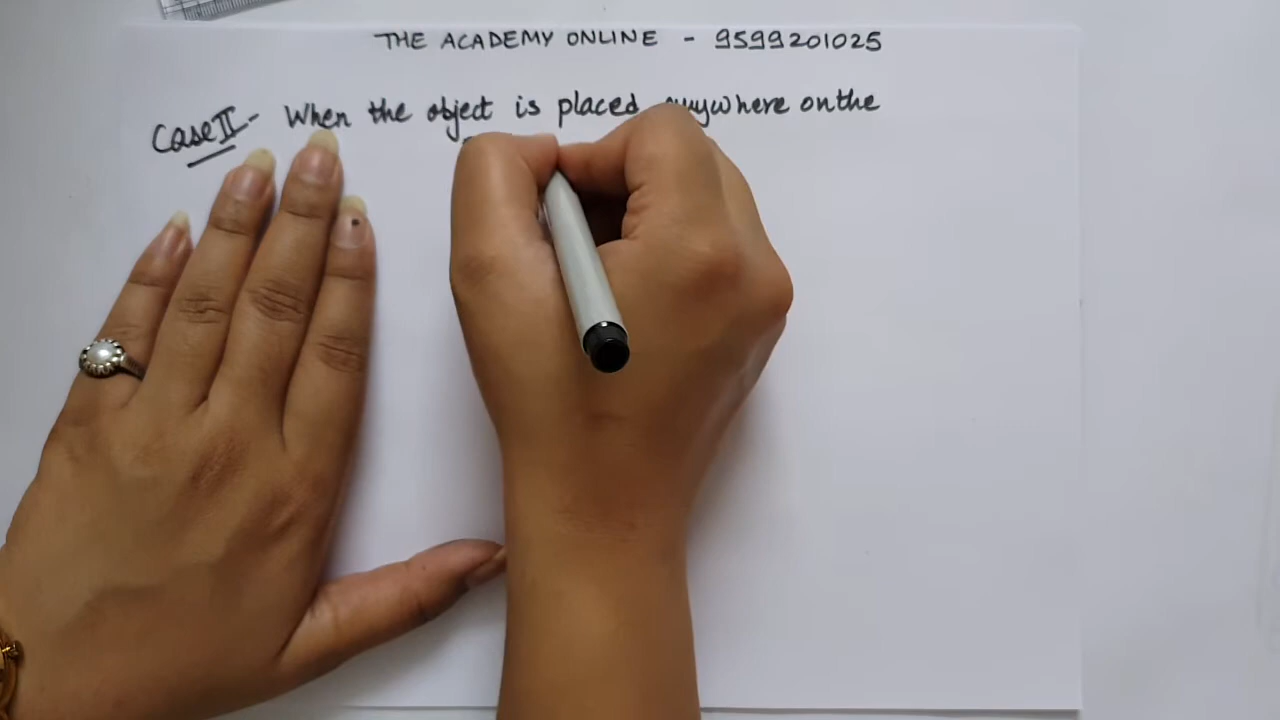 THE ACADEMY ONLINE - 9599201025
Case II - When the object is placed anywhere on the